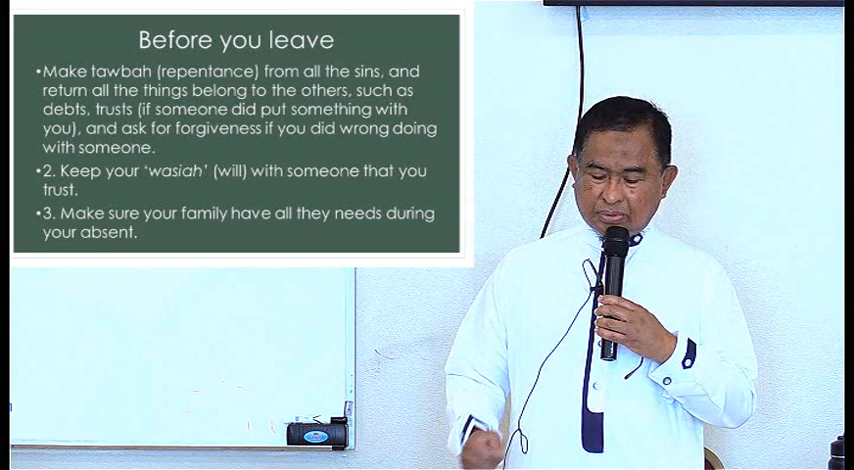 Before you leave
•Make tawbah (repentance) from all the sins, and
return all the things belong to the others, such as
debts, trusts (if someone did put something with
you), and ask for forgiveness if you did wrong doing
with someone.
•2. Keep your ‘wasiah’ (will) with someone that you
trust.
•3. Make sure your family have all they needs during
your absent.